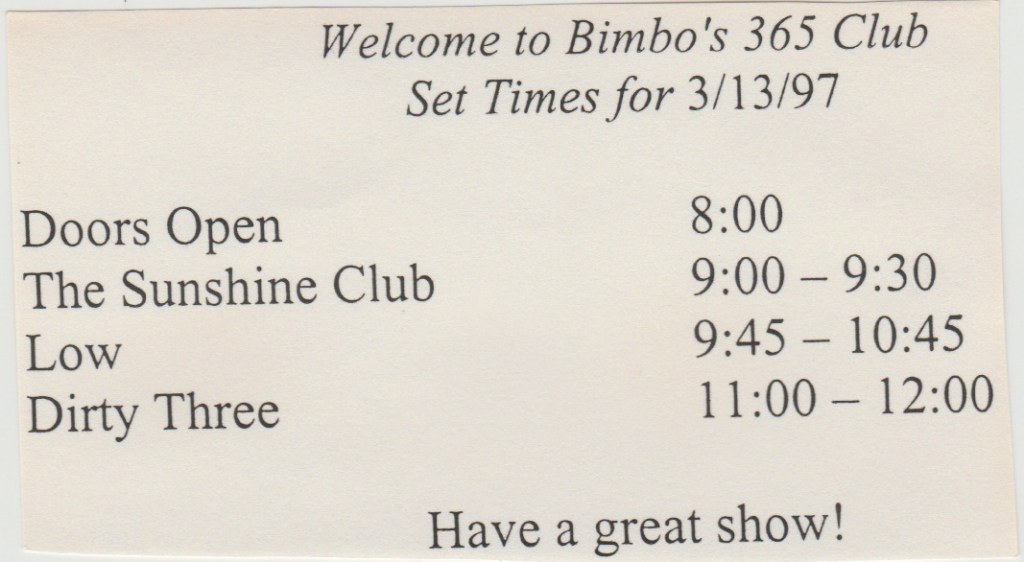 Welcome to Bimbo's 365 Club
Set Times for 3/13/97
Doors Open 8:00
The Sunshine Club 9:00 – 9:30
Low 9:45 – 10:45
Dirty Three 11:00 – 12:00
Have a great show!